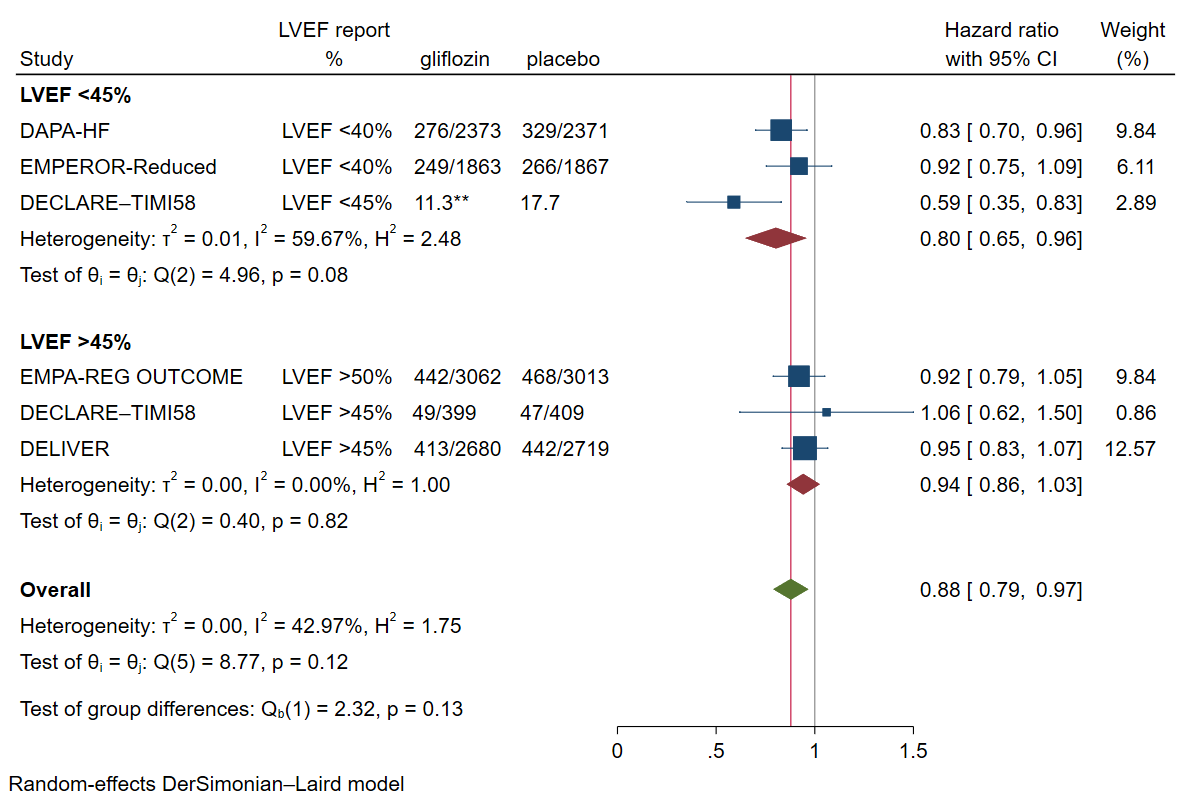 LVEF report Hazard ratio Weight
Study % gliflozin placebo with 95% CI (%)
LVEF <45%
DAPA-HF LVEF <40% 276/2373 329/2371 0.83 [ 0.70, 0.96] 9.84
EMPEROR-Reduced LVEF <40% 249/1863 266/1867 0.92 [ 0.75, 1.09] 6.11
DECLARE–TIMI58 LVEF <45% 11.3** 17.7 0.59 [ 0.35, 0.83] 2.89
Heterogeneity: τ² = 0.01, I² = 59.67%, H² = 2.48 0.80 [ 0.65, 0.96]
Test of θᵢ = θⱼ: Q(2) = 4.96, p = 0.08
LVEF >45%
EMPA-REG OUTCOME LVEF >50% 442/3062 468/3013 0.92 [ 0.79, 1.05] 9.84
DECLARE–TIMI58 LVEF >45% 49/399 47/409 1.06 [ 0.62, 1.50] 0.86
DELIVER LVEF >45% 413/2680 442/2719 0.95 [ 0.83, 1.07] 12.57
Heterogeneity: τ² = 0.00, I² = 0.00%, H² = 1.00 0.94 [ 0.86, 1.03]
Test of θᵢ = θⱼ: Q(2) = 0.40, p = 0.82
Overall 0.88 [ 0.79, 0.97]
Heterogeneity: τ² = 0.00, I² = 42.97%, H² = 1.75
Test of θᵢ = θⱼ: Q(5) = 8.77, p = 0.12
Test of group differences: Q_b(1) = 2.32, p = 0.13
0 .5 1 1.5
Random-effects DerSimonian–Laird model